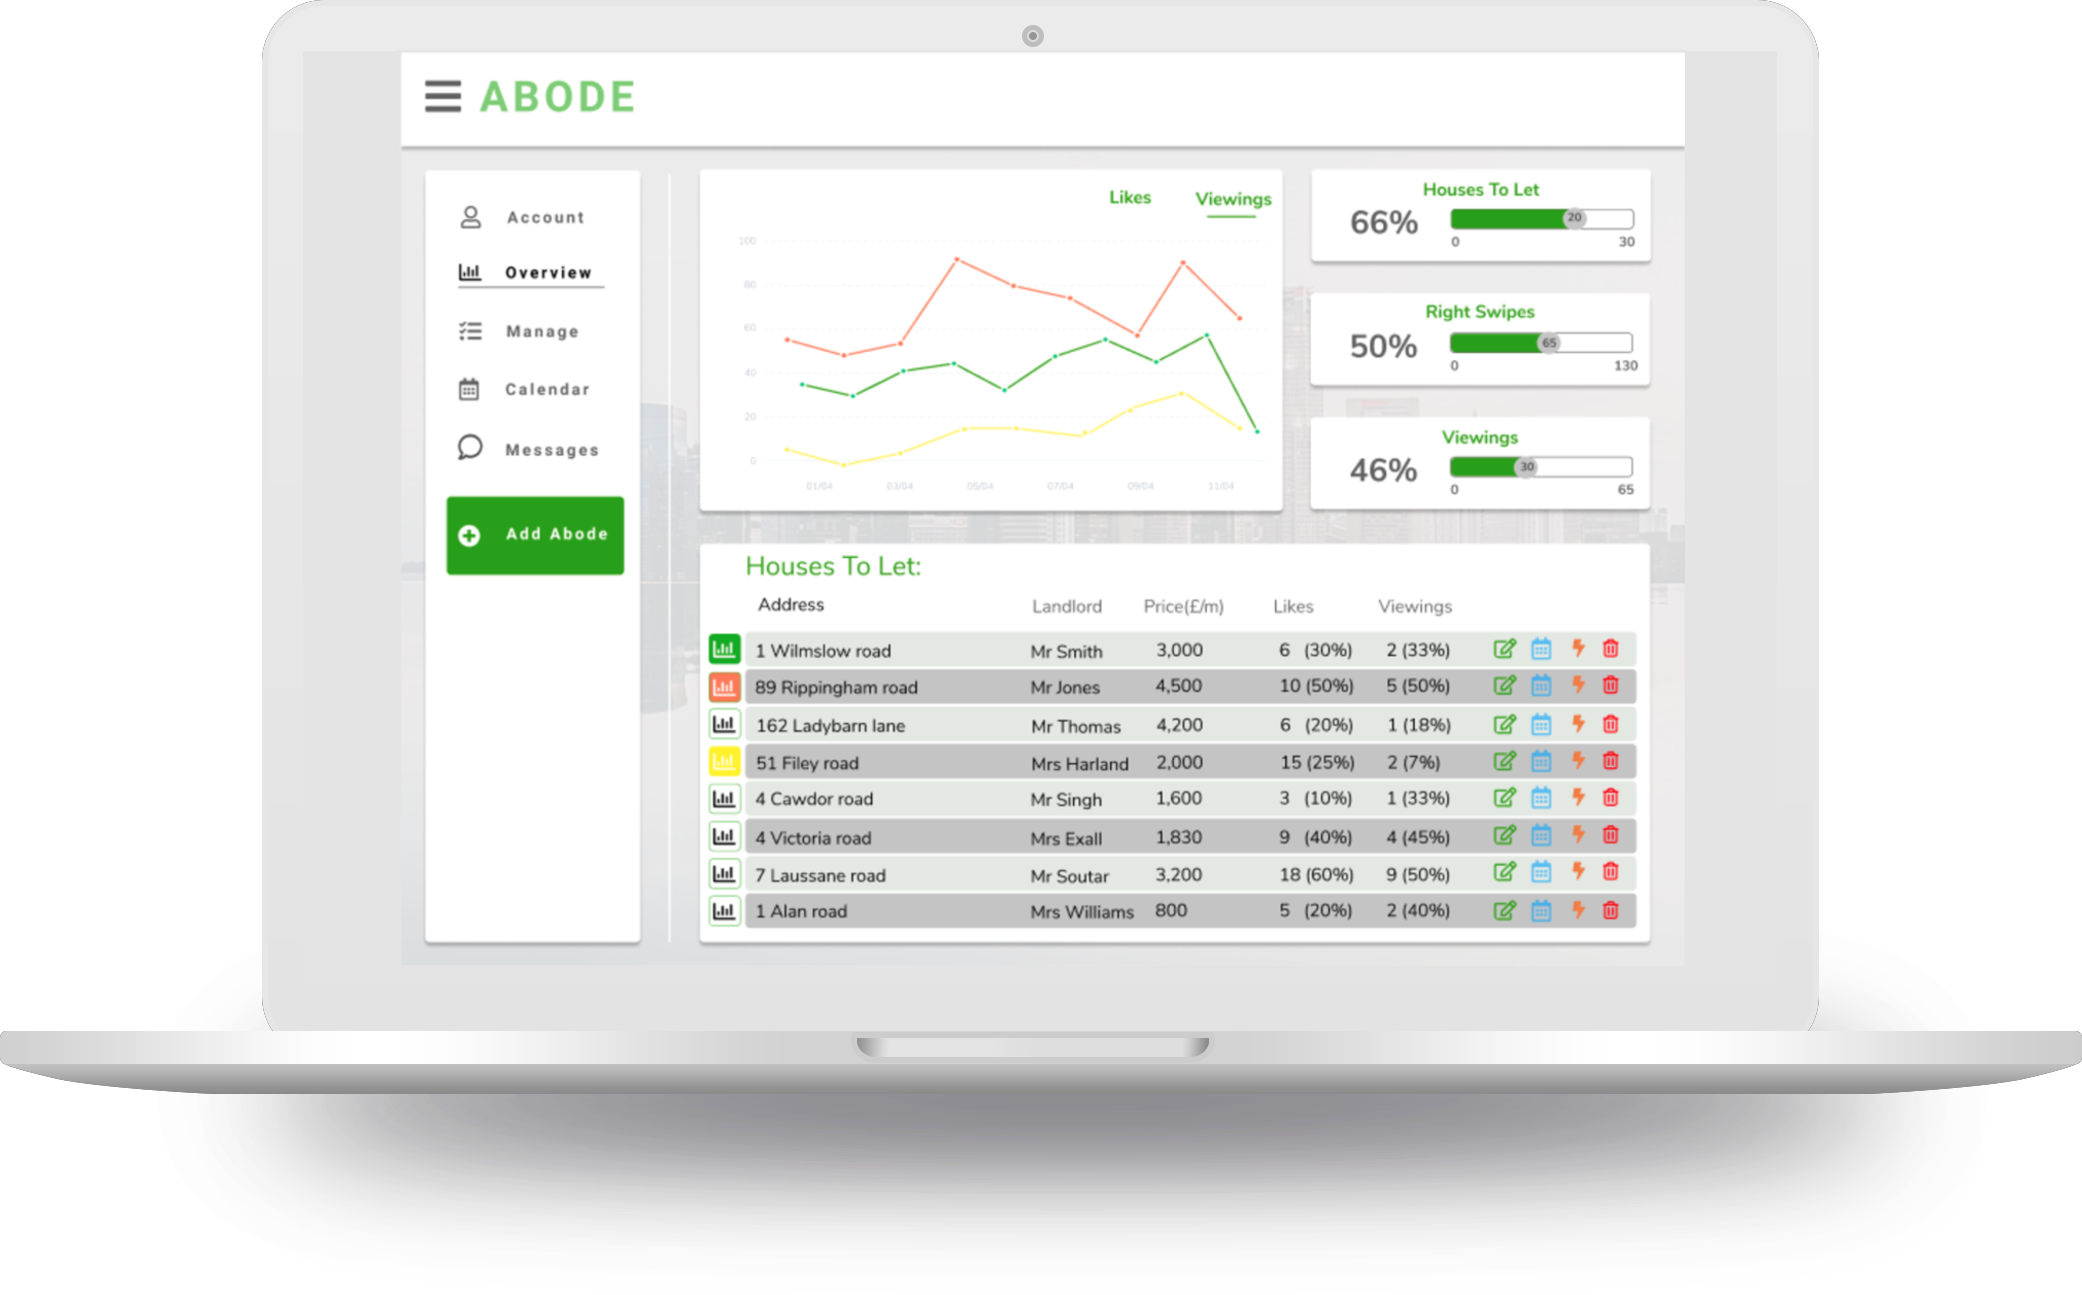 ABODE
Account
Overview
Manage
Calendar
Messages
Add Abode
Likes Viewings
100
80
60
40
20
0
01/04 03/04 05/04 07/04 09/04 11/04
Houses To Let
66% 20
0 30
Right Swipes
50% 65
0 130
Viewings
46% 30
0 65
Houses To Let:
Address Landlord Price(£/m) Likes Viewings
1 Wilmslow road Mr Smith 3,000 6 (30%) 2 (33%)
89 Rippingham road Mr Jones 4,500 10 (50%) 5 (50%)
162 Ladybarn lane Mr Thomas 4,200 6 (20%) 1 (18%)
51 Filey road Mrs Harland 2,000 15 (25%) 2 (7%)
4 Cawdor road Mr Singh 1,600 3 (10%) 1 (33%)
4 Victoria road Mrs Exall 1,830 9 (40%) 4 (45%)
7 Laussane road Mr Soutar 3,200 18 (60%) 9 (50%)
1 Alan road Mrs Williams 800 5 (20%) 2 (40%)